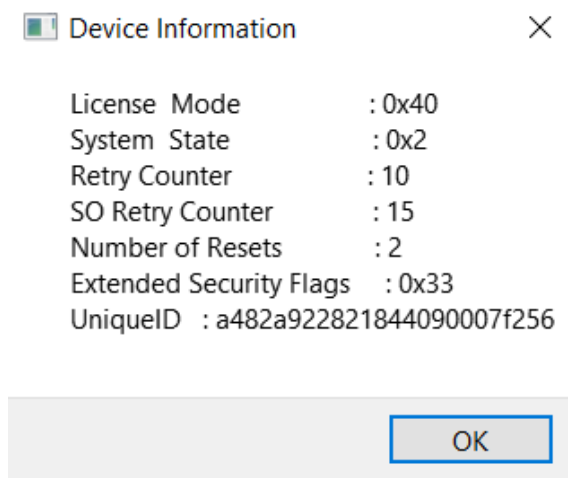 Device Information
License Mode : 0x40
System State : 0x2
Retry Counter : 10
SO Retry Counter : 15
Number of Resets : 2
Extended Security Flags : 0x33
UniqueID : a482a922821844090007f256
OK